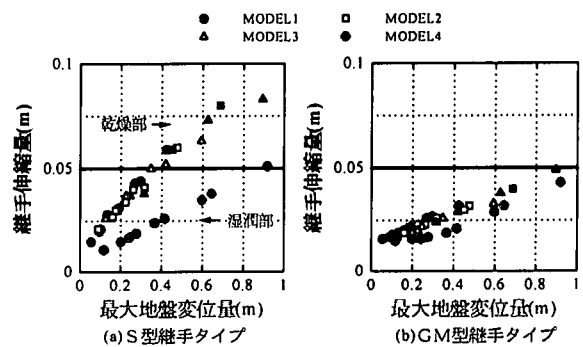 MODEL1
MODEL2
MODEL3
MODEL4
継手伸縮量(m)
0.1
0.05
0
乾燥部
湿潤部
0 0.2 0.4 0.6 0.8 1
最大地盤変位量(m)
(a)S型継手タイプ
継手伸縮量(m)
0.1
0.05
0
0 0.2 0.4 0.6 0.8 1
最大地盤変位量(m)
(b)GM型継手タイプ